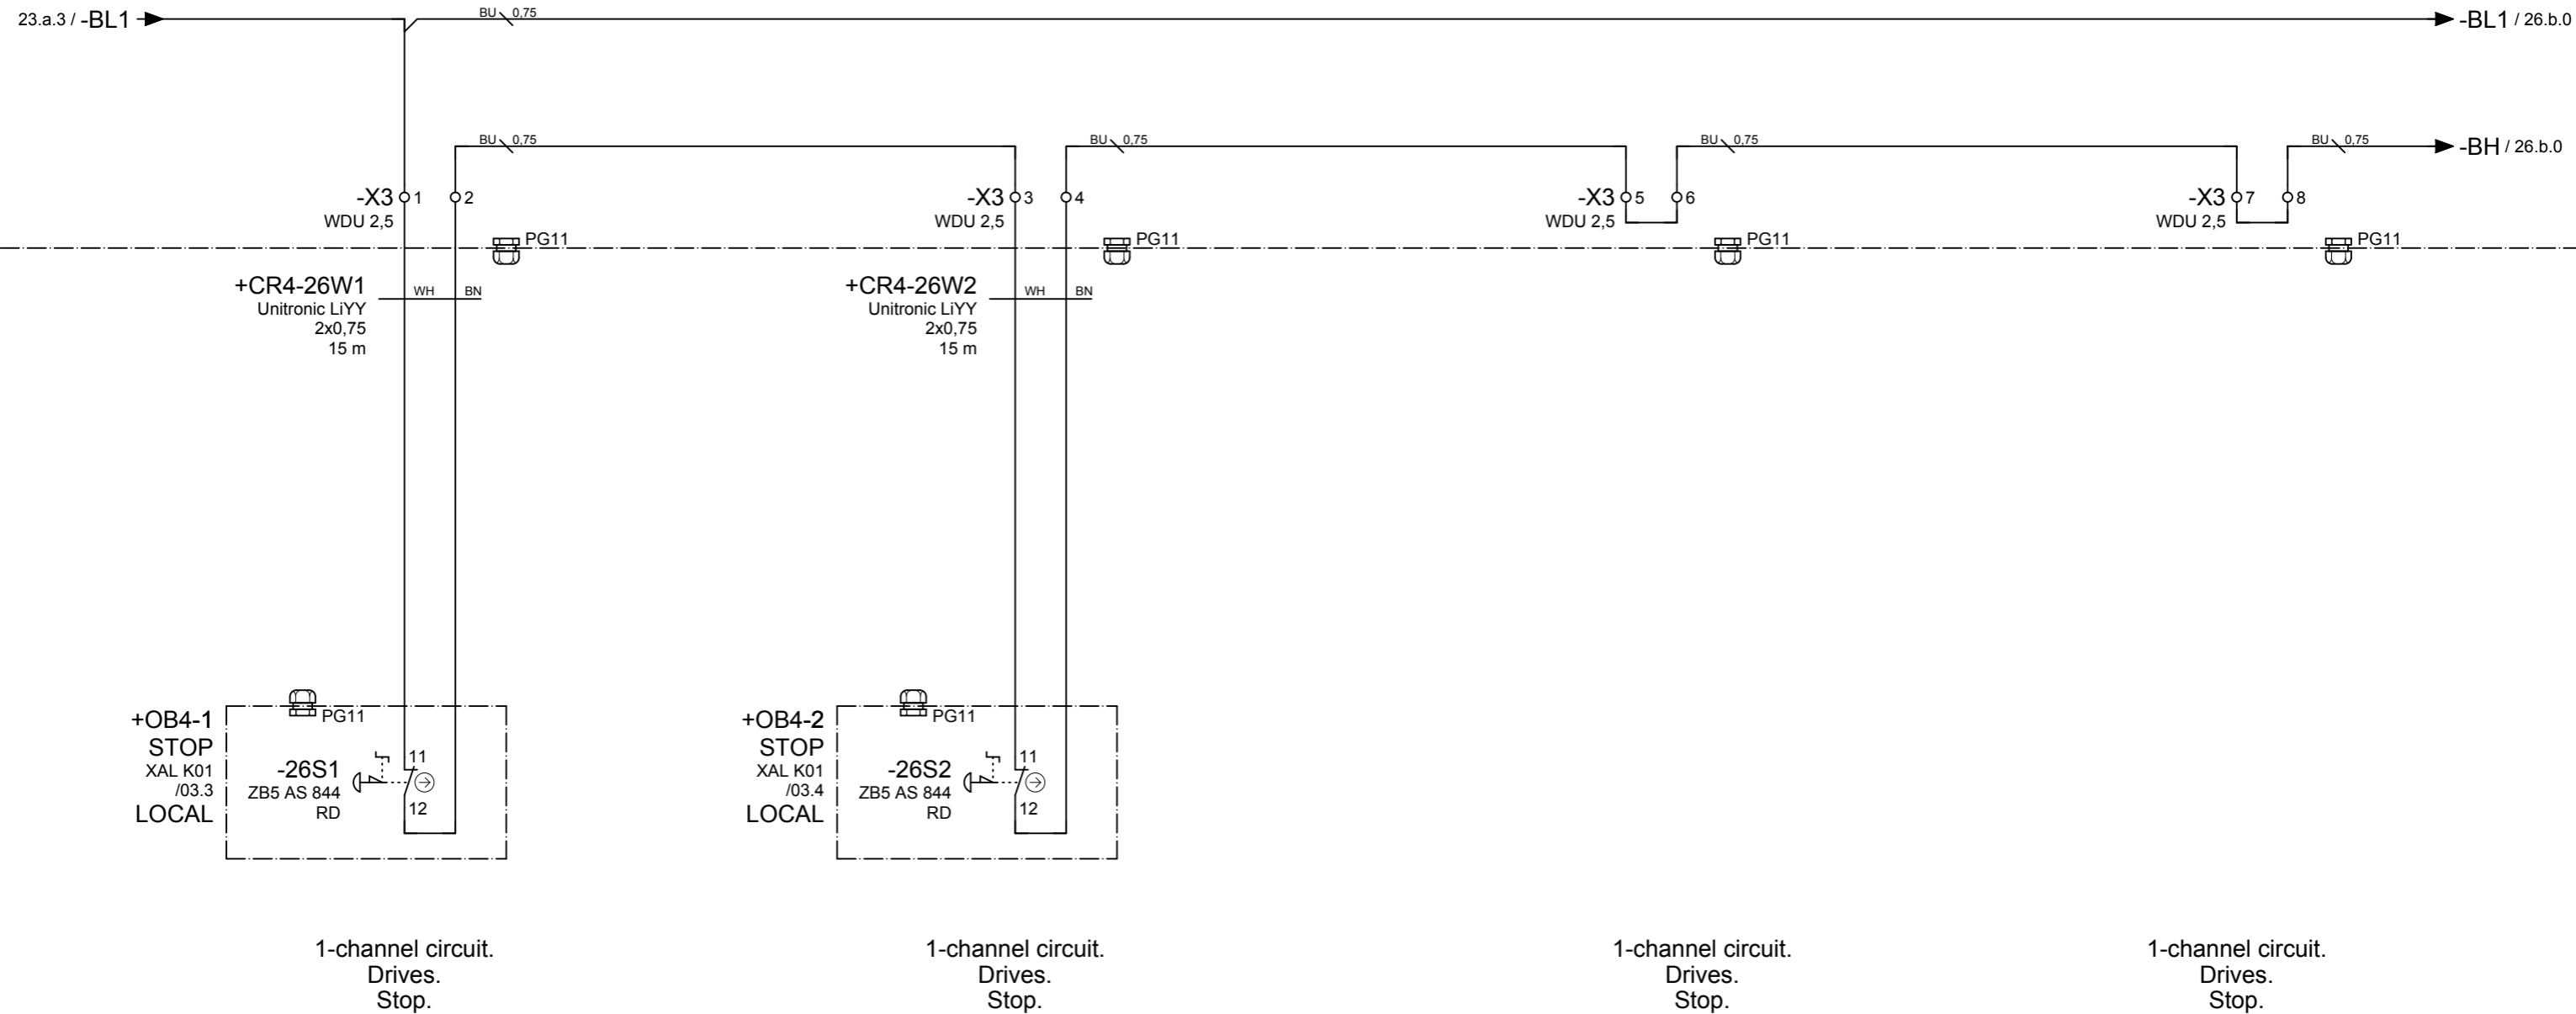 23.a.3 / -BL1
BU 0,75
-BL1 / 26.b.0
BU 0,75
BU 0,75
BU 0,75
BU 0,75
-BH / 26.b.0
-X3 1 2
WDU 2,5
-X3 3 4
WDU 2,5
-X3 5 6
WDU 2,5
-X3 7 8
WDU 2,5
PG11
PG11
PG11
PG11
+CR4-26W1
Unitronic LiYY
2x0,75
15 m
WH BN
+CR4-26W2
Unitronic LiYY
2x0,75
15 m
WH BN
+OB4-1
STOP
XAL K01
/03.3
LOCAL
PG11
-26S1
ZB5 AS 844
RD
11
12
+OB4-2
STOP
XAL K01
/03.4
LOCAL
PG11
-26S2
ZB5 AS 844
RD
11
12
1-channel circuit.
Drives.
Stop.
1-channel circuit.
Drives.
Stop.
1-channel circuit.
Drives.
Stop.
1-channel circuit.
Drives.
Stop.